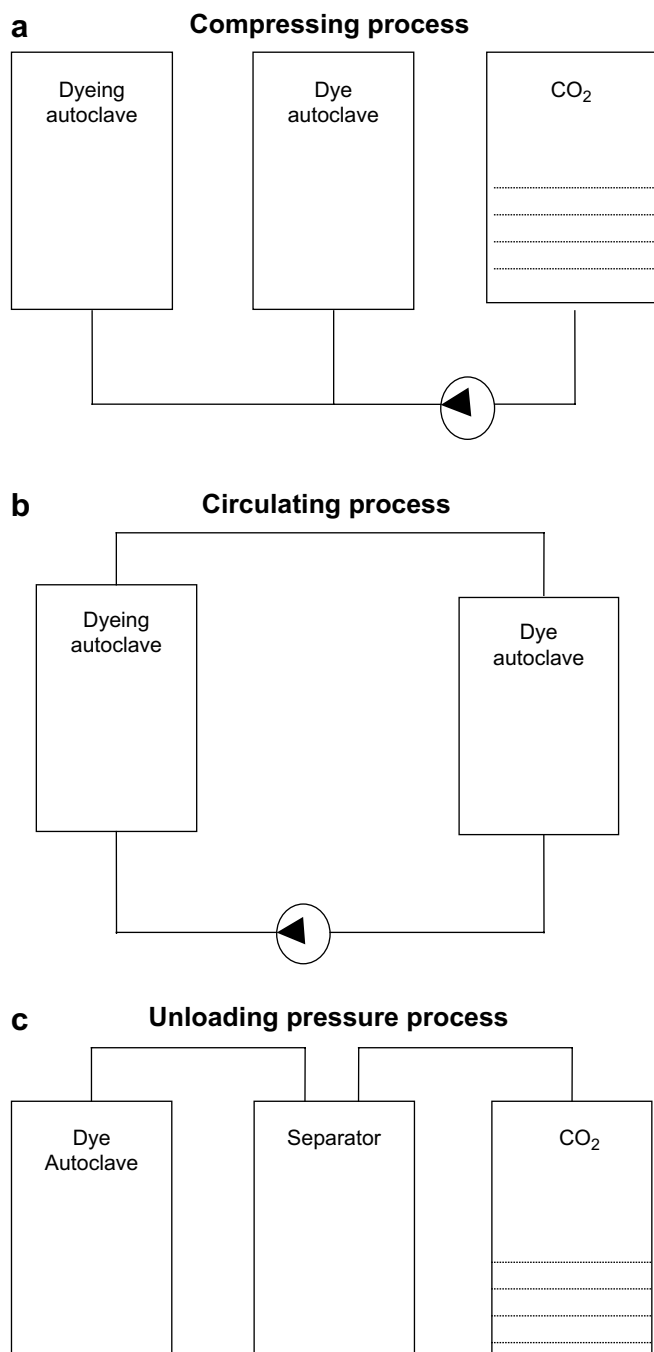 a
Compressing process
Dyeing
autoclave
Dye
autoclave
CO₂
b
Circulating process
Dyeing
autoclave
Dye
autoclave
c
Unloading pressure process
Dye
Autoclave
Separator
CO₂